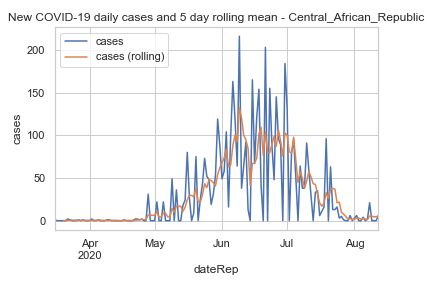 New COVID-19 daily cases and 5 day rolling mean - Central_African_Republic
cases
cases (rolling)
200
150
100
50
0
cases
Apr
2020
May
Jun
Jul
Aug
dateRep